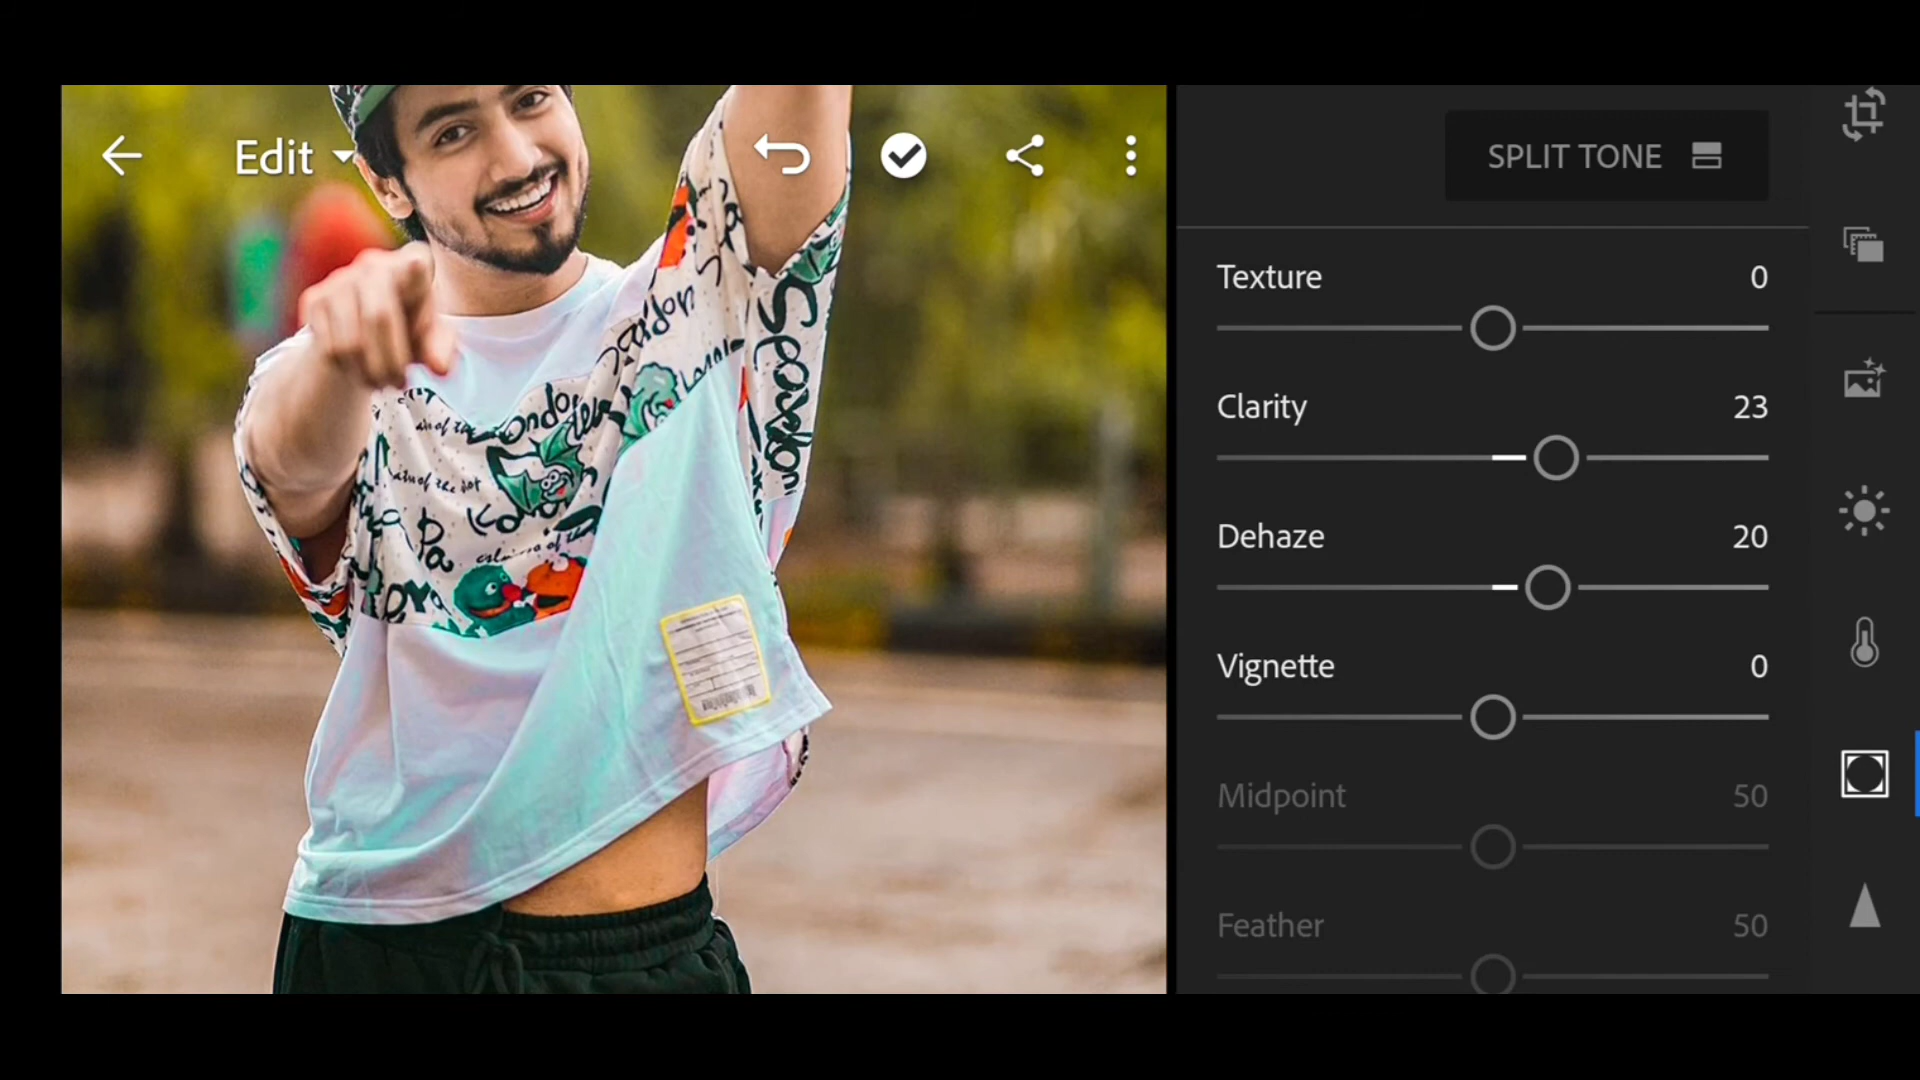 Edit
SPLIT TONE
Texture 0
Clarity 23
Dehaze 20
Vignette 0
Midpoint 50
Feather 50